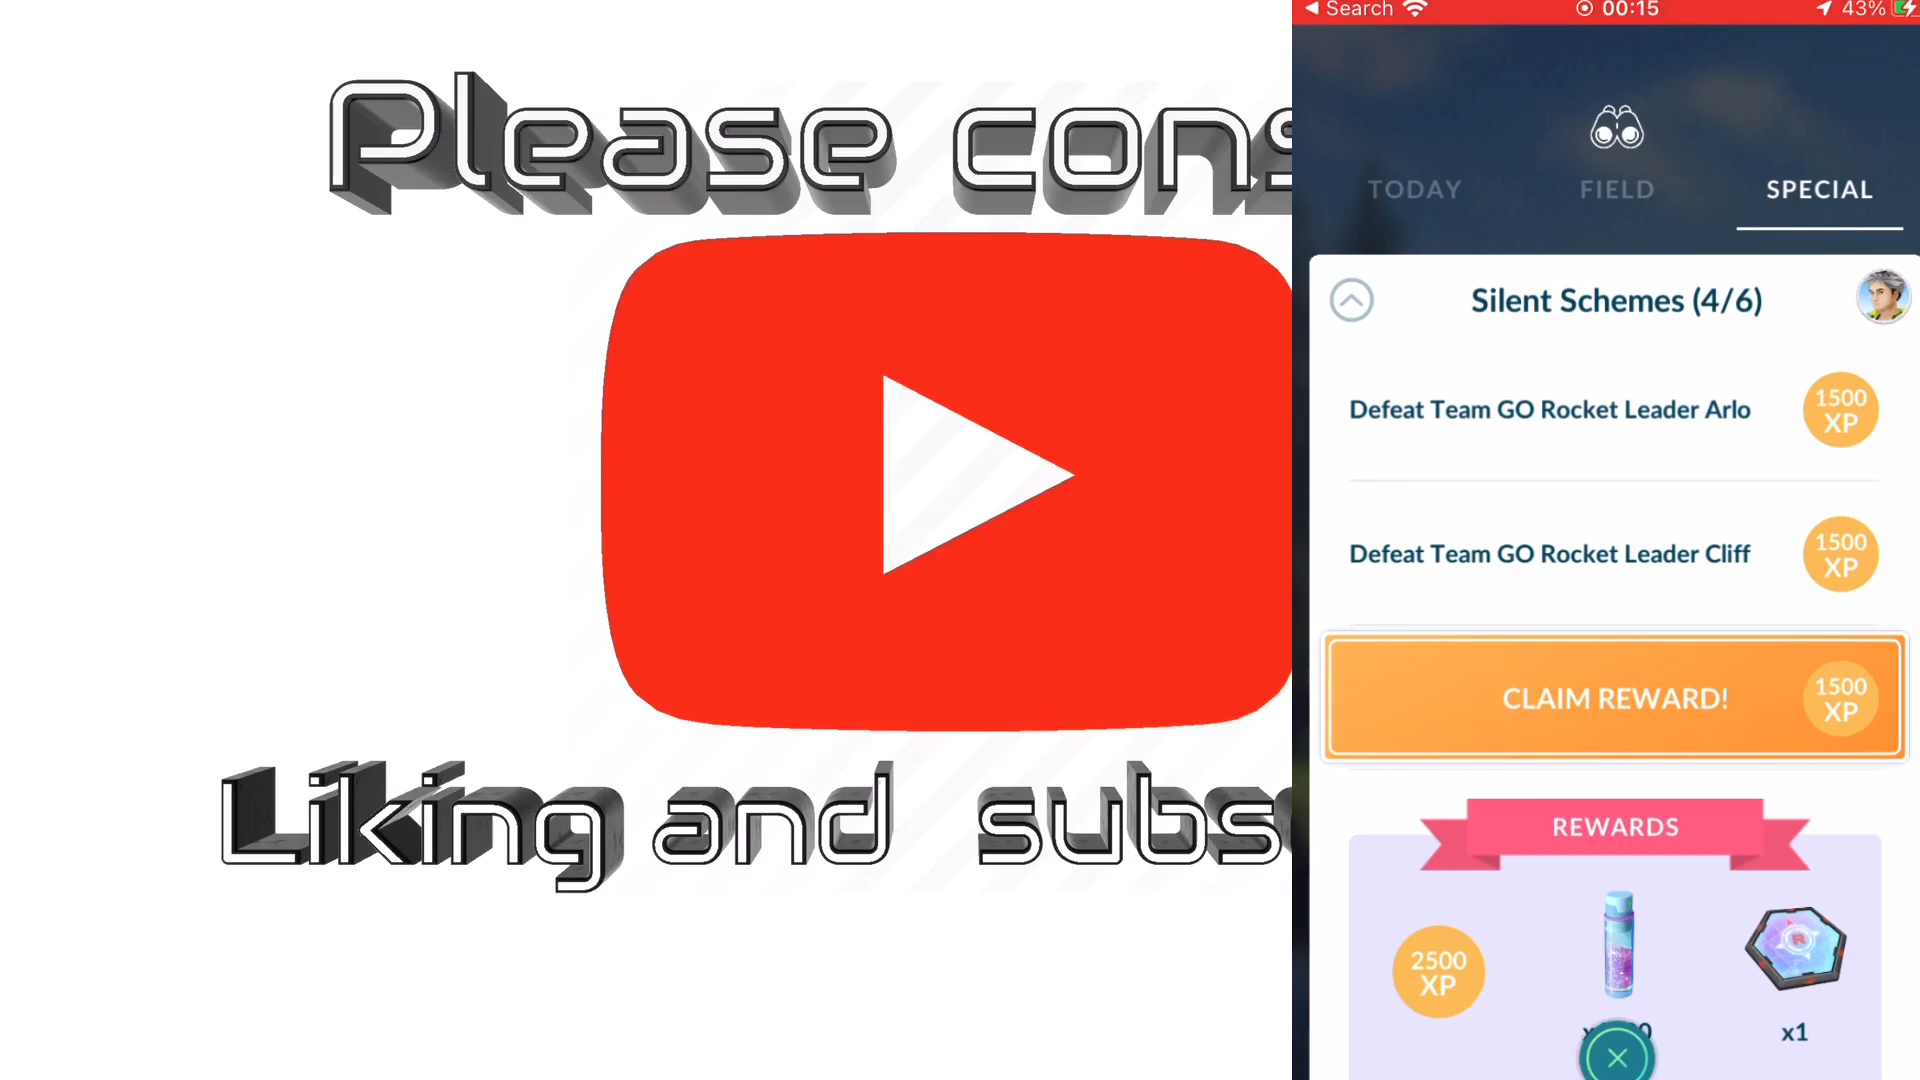 Please cons
Liking and subs
Search
00:15
43%
TODAY
FIELD
SPECIAL
Silent Schemes (4/6)
Defeat Team GO Rocket Leader Arlo
1500
XP
Defeat Team GO Rocket Leader Cliff
1500
XP
CLAIM REWARD!
1500
XP
REWARDS
2500
XP
R
x1